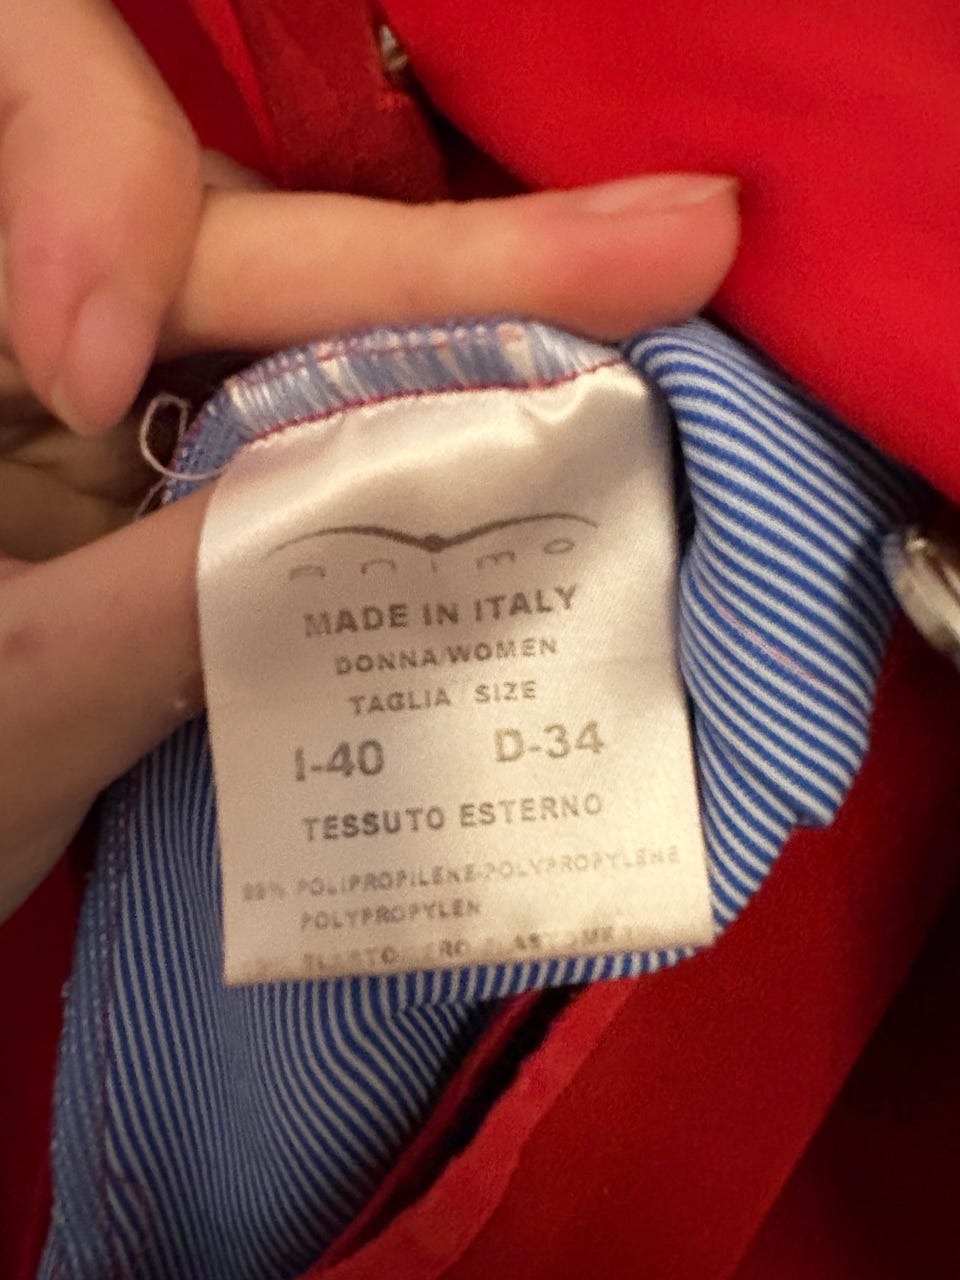 animo
MADE IN ITALY
DONNA/WOMEN
TAGLIA SIZE
I-40 D-34
TESSUTO ESTERNO
POLIPROPILENE-POLYPROPYLENE
POLYPROPYLEN